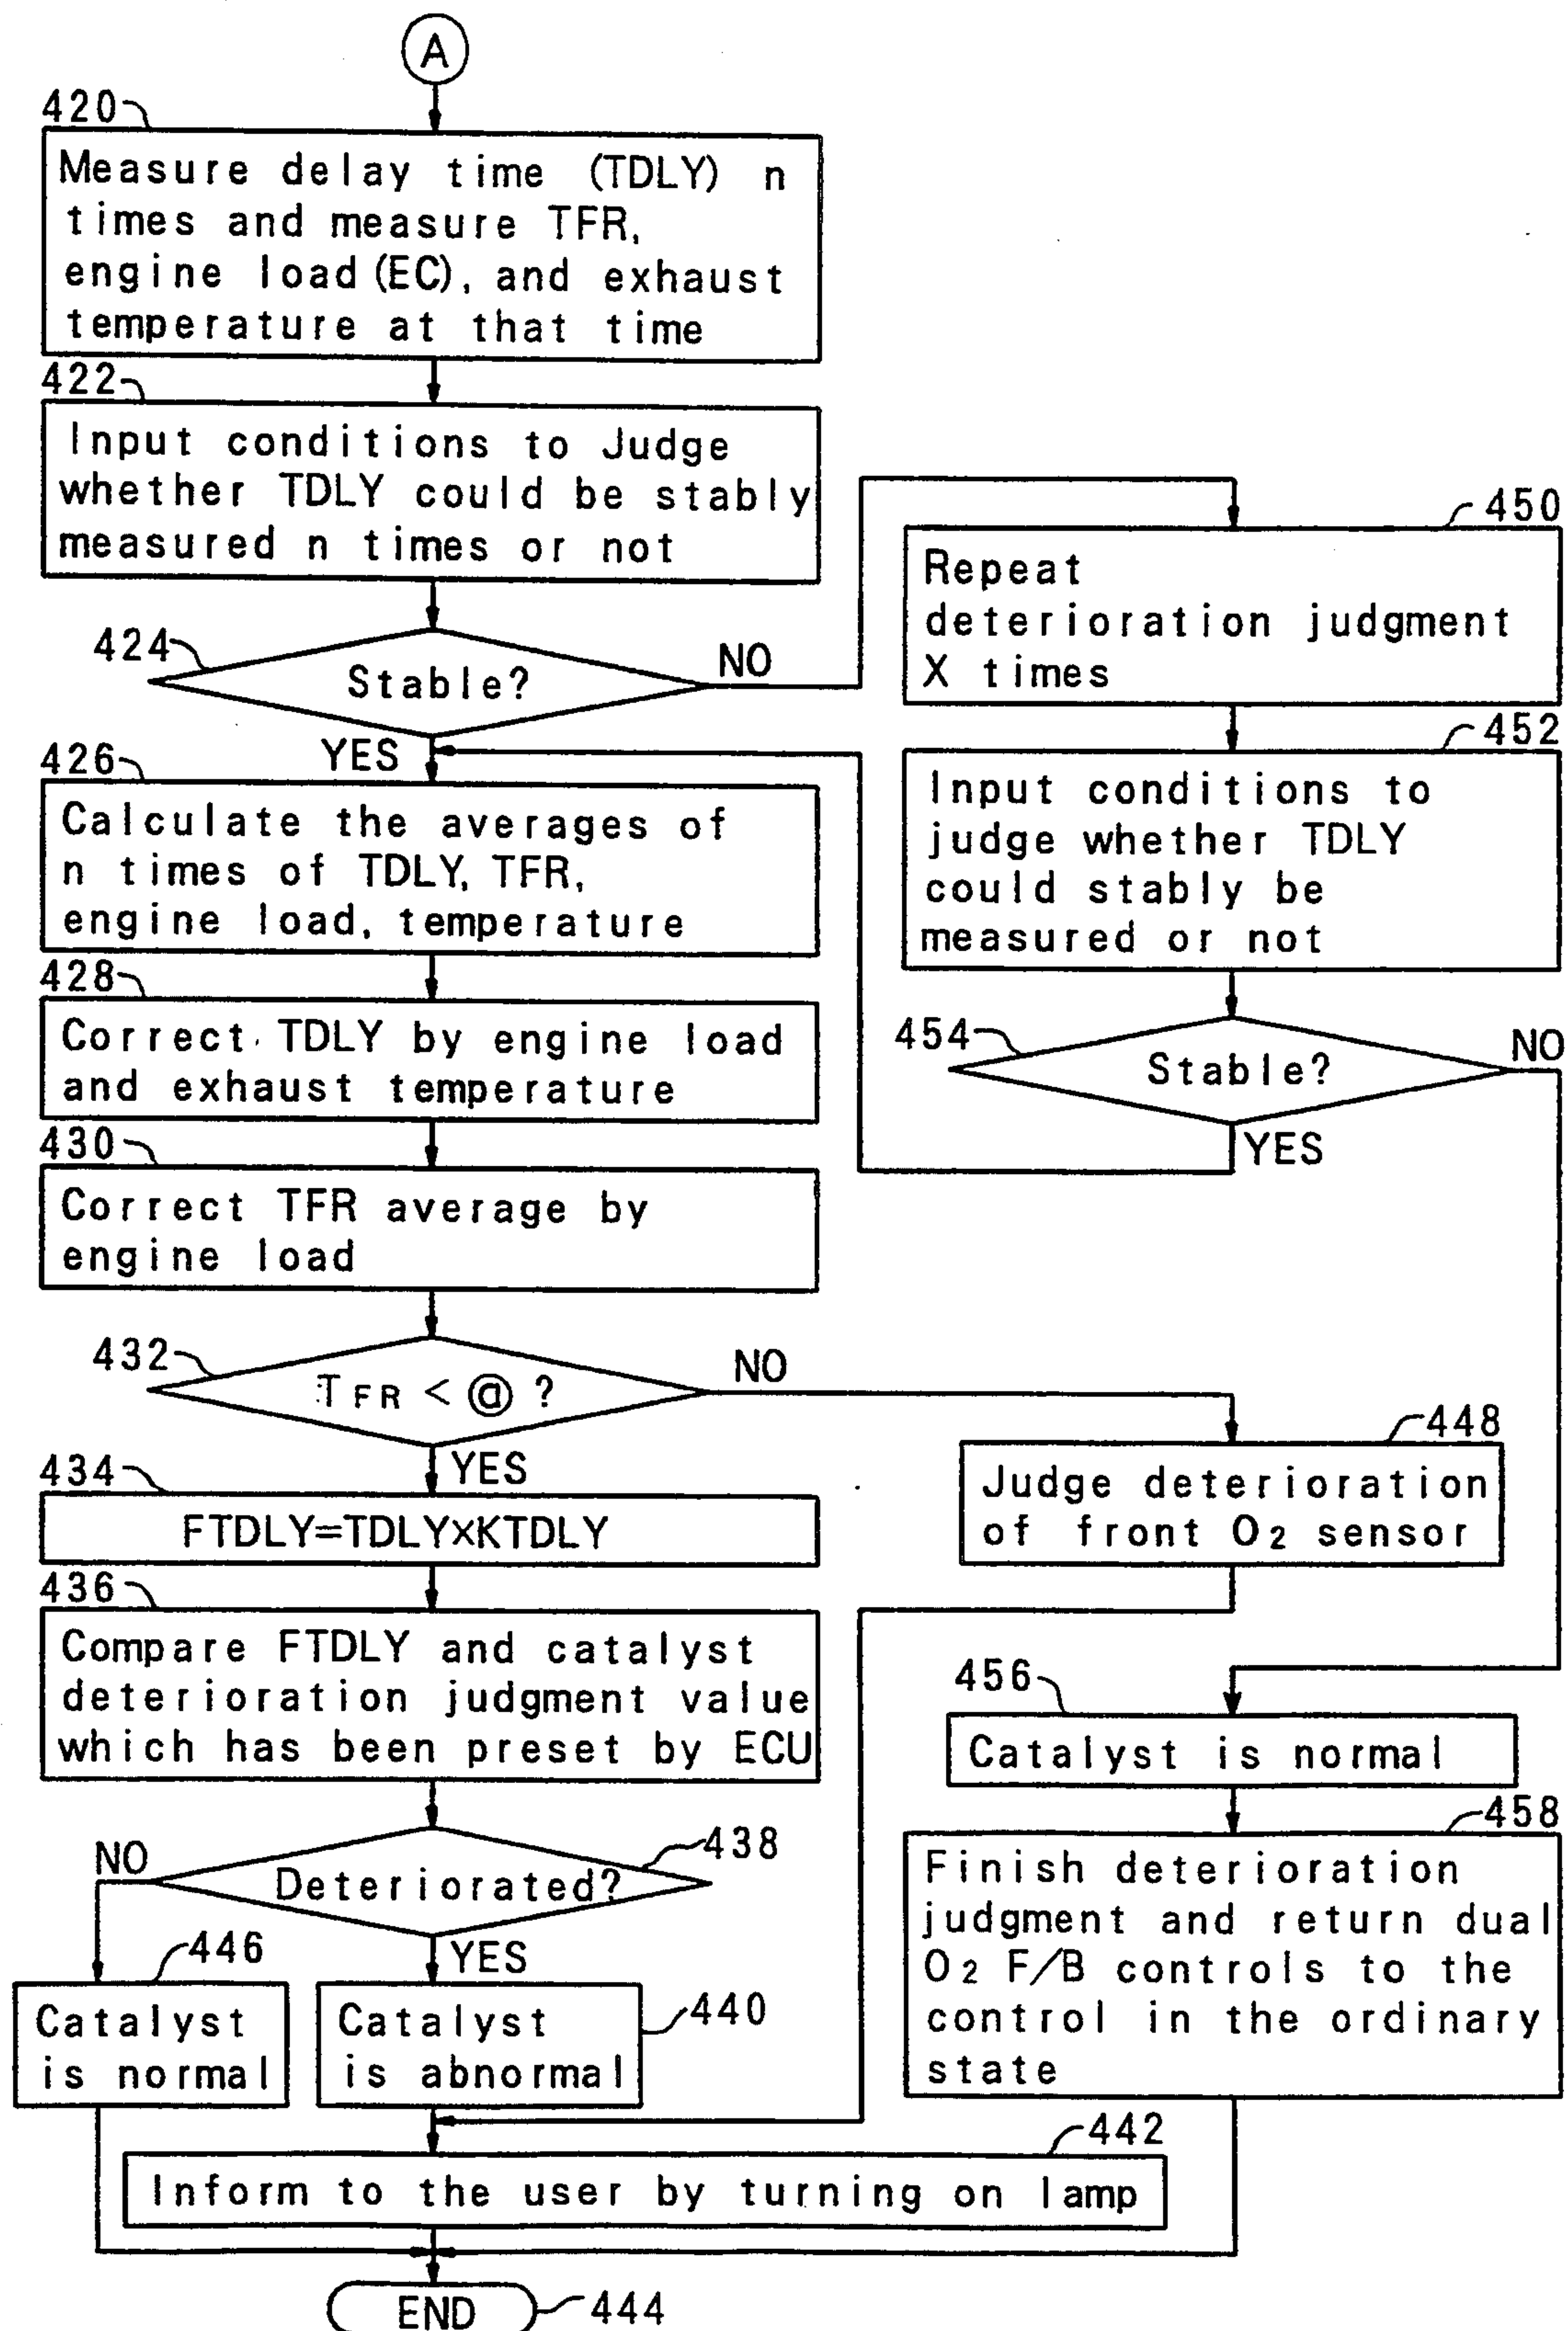 A
420
Measure delay time (TDLY) n
times and measure TFR,
engine load (EC), and exhaust
temperature at that time
422
Input conditions to Judge
whether TDLY could be stably
measured n times or not
424
Stable?
NO
YES
450
Repeat
deterioration judgment
X times
452
Input conditions to
judge whether TDLY
could stably be
measured or not
454
Stable?
NO
YES
426
Calculate the averages of
n times of TDLY, TFR,
engine load, temperature
428
Correct TDLY by engine load
and exhaust temperature
430
Correct TFR average by
engine load
432
TFR < ⓐ ?
NO
YES
448
Judge deterioration
of front O2 sensor
434
FTDLY=TDLY×KTDLY
436
Compare FTDLY and catalyst
deterioration judgment value
which has been preset by ECU
438
Deteriorated?
NO
YES
446
Catalyst
is normal
440
Catalyst
is abnormal
456
Catalyst is normal
458
Finish deterioration
judgment and return dual
O2 F/B controls to the
control in the ordinary
state
442
Inform to the user by turning on lamp
END
444